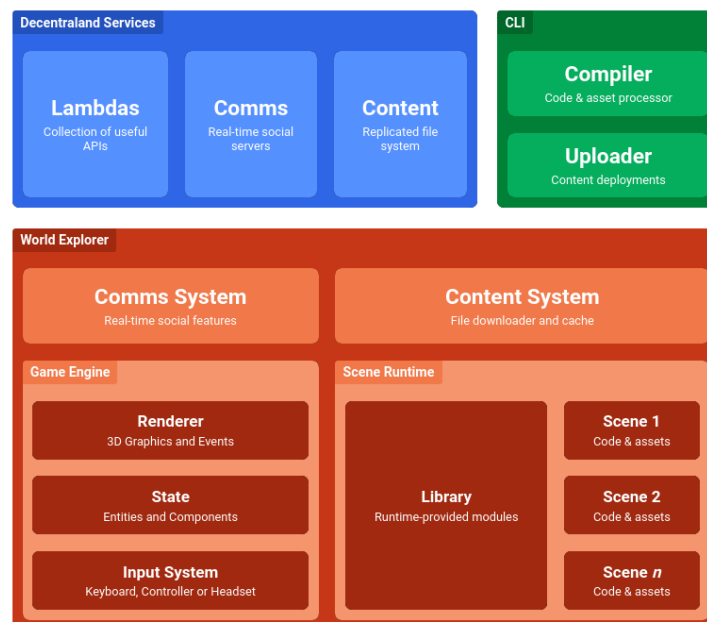 Decentraland Services
Lambdas
Collection of useful
APIs
Comms
Real-time social
servers
Content
Replicated file
system
CLI
Compiler
Code & asset processor
Uploader
Content deployments
World Explorer
Comms System
Real-time social features
Content System
File downloader and cache
Game Engine
Renderer
3D Graphics and Events
State
Entities and Components
Input System
Keyboard, Controller or Headset
Scene Runtime
Library
Runtime-provided modules
Scene 1
Code & assets
Scene 2
Code & assets
Scene n
Code & assets